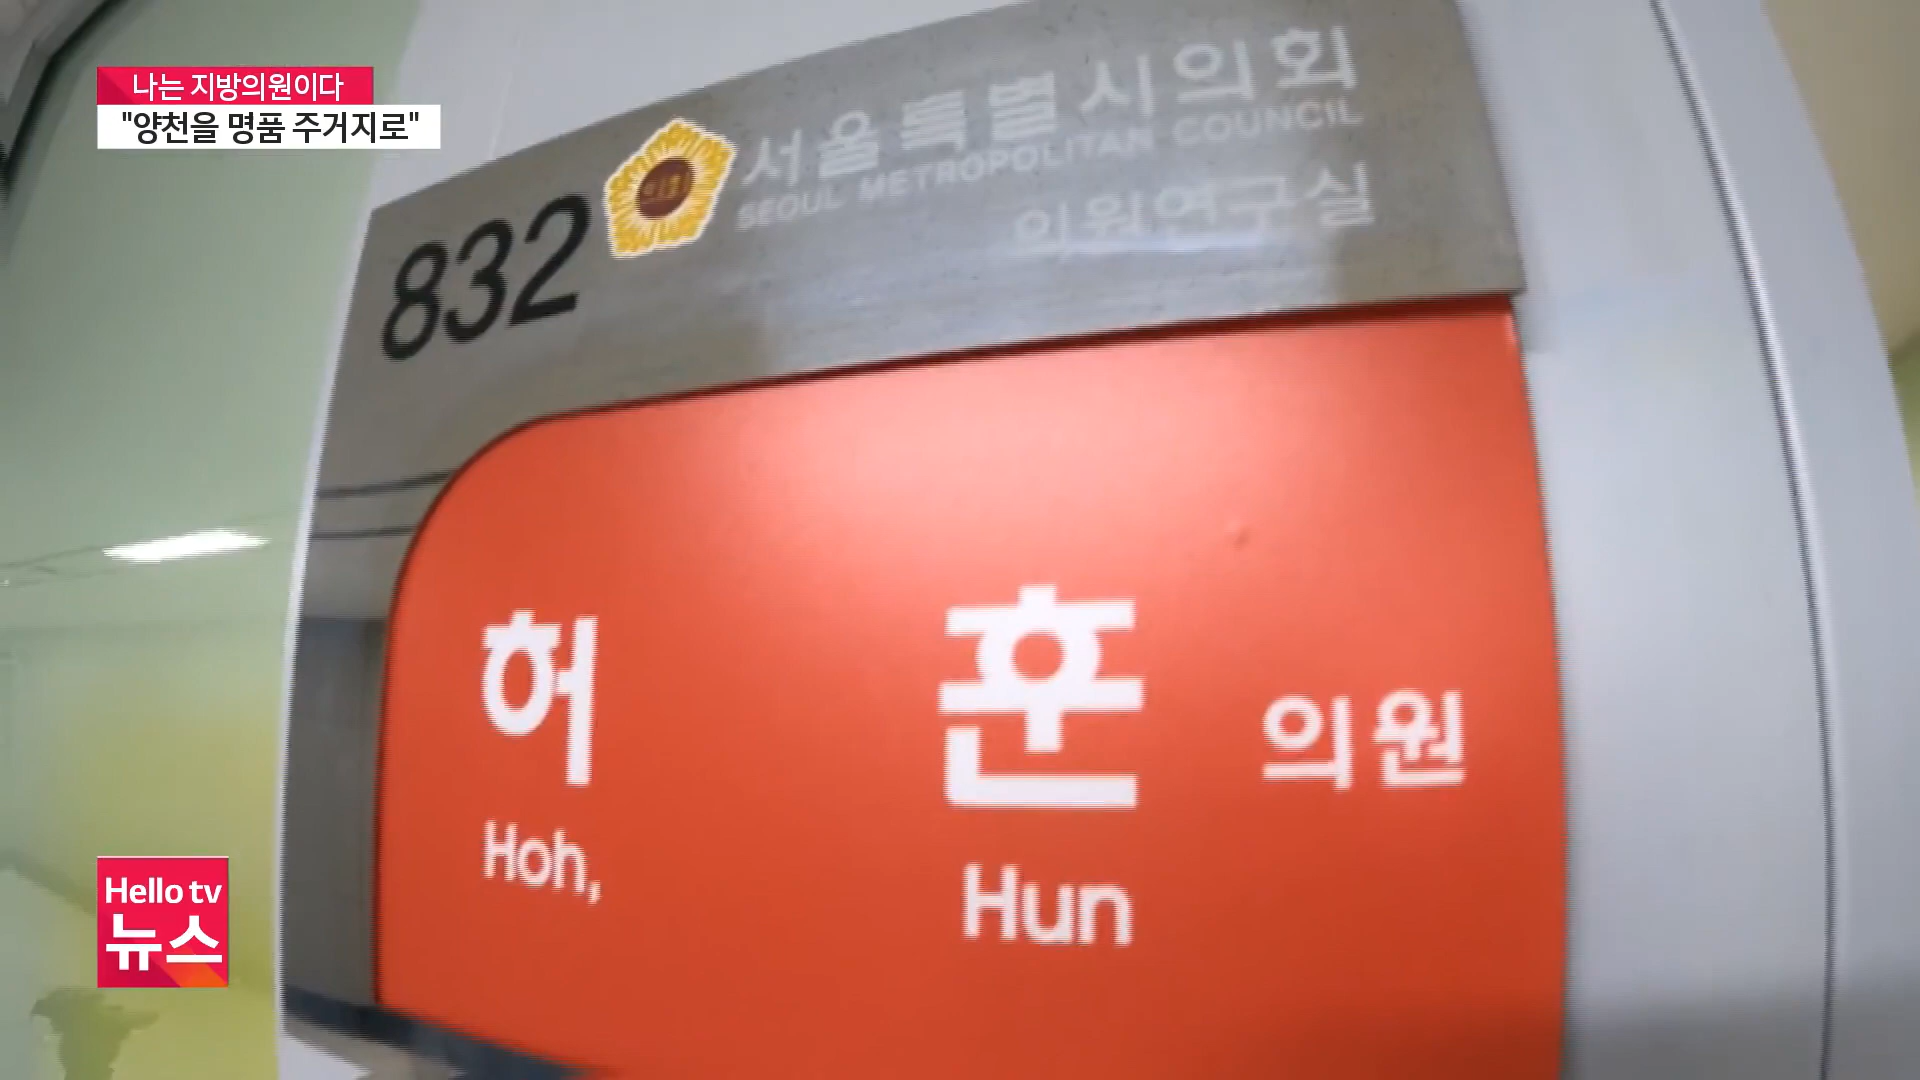 나는 지방의원이다
"양천을 명품 주거지로"
832
서울특별시의회
SEOUL METROPOLITAN COUNCIL
의원연구실
허 훈 의원
Hoh, Hun
Hello tv
뉴스